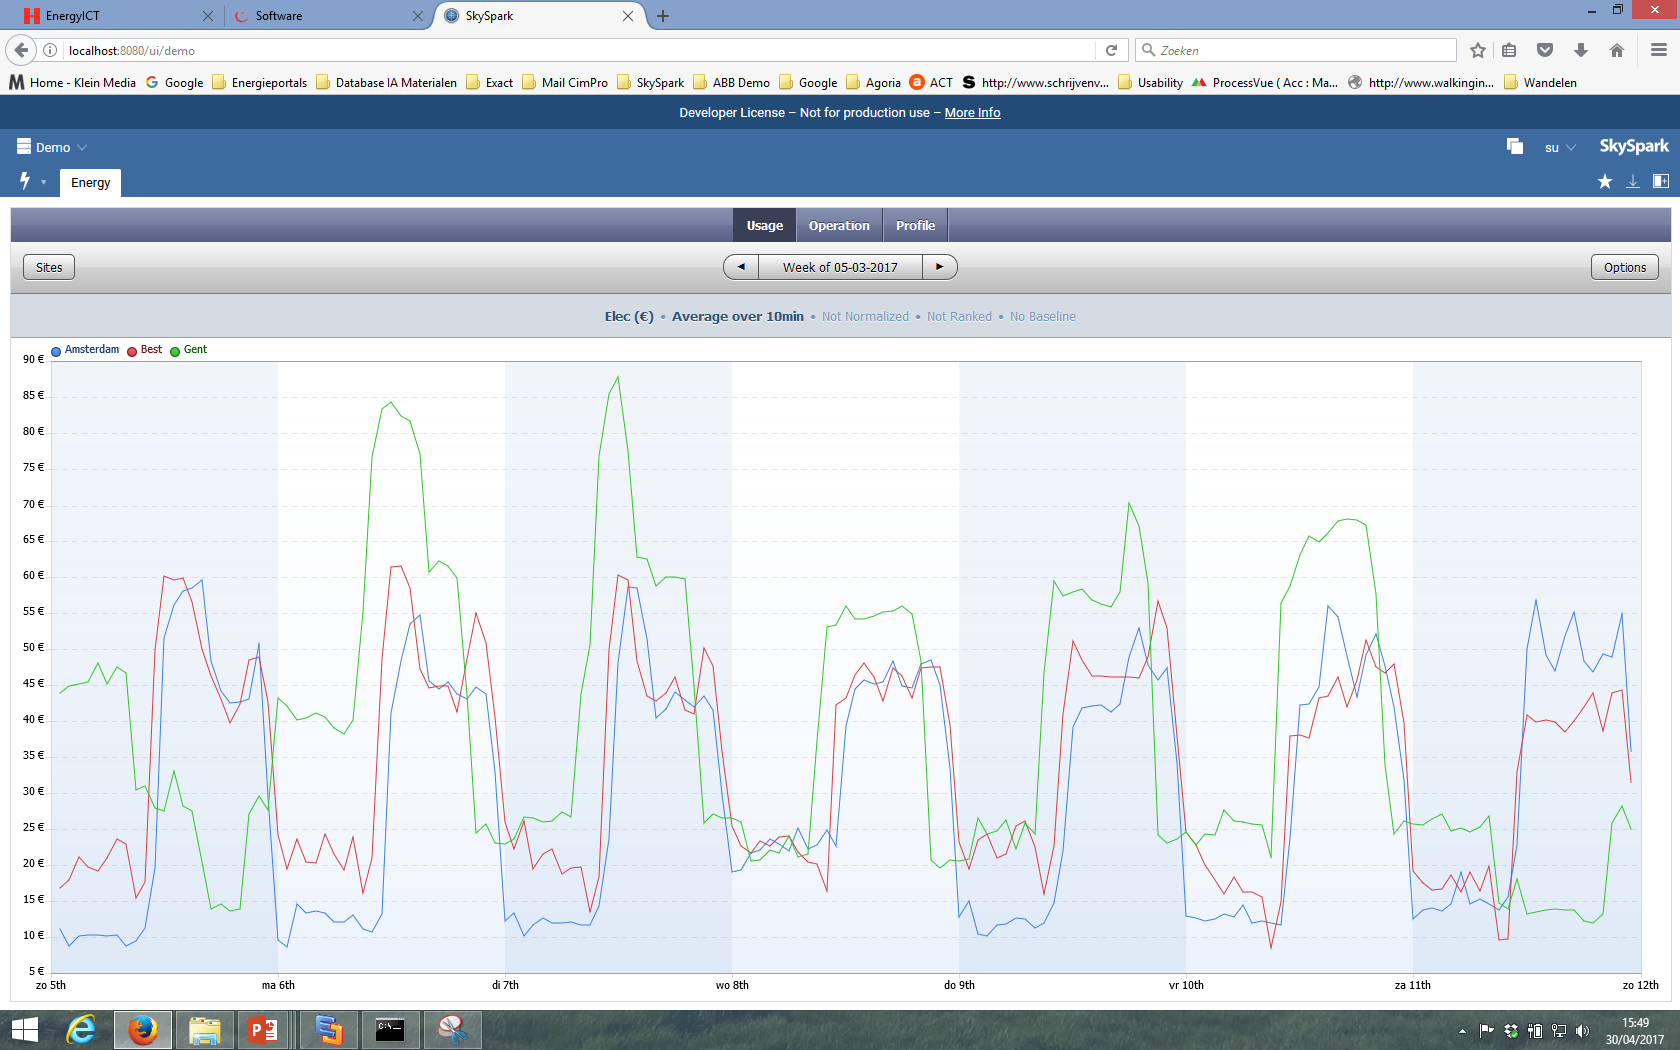 EnergyICT
Software
SkySpark
localhost:8080/ui/demo
Zoeken
Home - Klein Media
Google
Energieportals
Database IA Materialen
Exact
Mail CimPro
SkySpark
ABB Demo
Google
Agoria
ACT
http://www.schrijvenv...
Usability
ProcessVue ( Acc : Ma...
http://www.walkingin...
Wandelen
Developer License – Not for production use – More Info
Demo
su
SkySpark
Energy
Usage
Operation
Profile
Sites
Week of 05-03-2017
Options
Elec (€) • Average over 10min • Not Normalized • Not Ranked • No Baseline
Amsterdam Best Gent
90 €
85 €
80 €
75 €
70 €
65 €
60 €
55 €
50 €
45 €
40 €
35 €
30 €
25 €
20 €
15 €
10 €
5 €
zo 5th
ma 6th
di 7th
wo 8th
do 9th
vr 10th
za 11th
zo 12th
15:49
30/04/2017